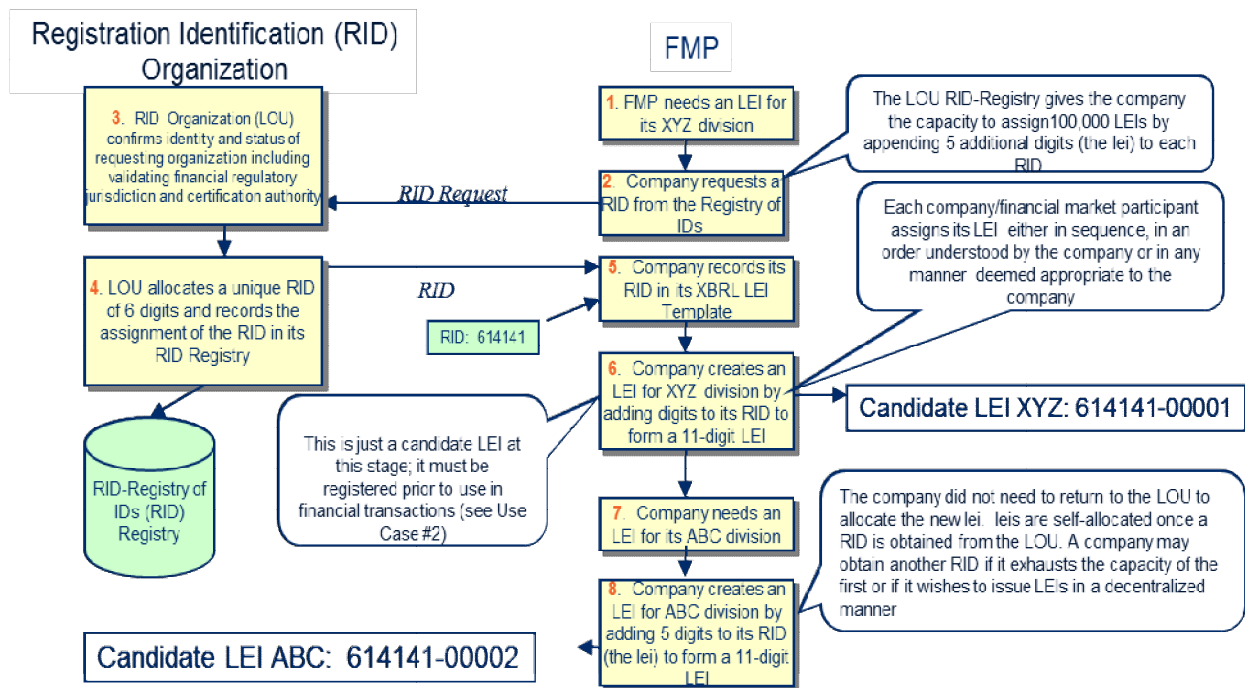 Registration Identification (RID)
Organization
FMP
3. RID Organization (LOU)
confirms identity and status of
requesting organization including
validating financial regulatory
jurisdiction and certification authority
1. FMP needs an LEI for
its XYZ division
The LOU RID-Registry gives the company
the capacity to assign100,000 LEIs by
appending 5 additional digits (the lei) to each
RID
RID Request
2. Company requests a
RID from the Registry of
IDs
Each company/financial market participant
assigns its LEI either in sequence, in an
order understood by the company or in any
manner deemed appropriate to the
company
4. LOU allocates a unique RID
of 6 digits and records the
assignment of the RID in its
RID Registry
RID
5. Company records its
RID in its XBRL LEI
Template
RID: 614141
6. Company creates an
LEI for XYZ division by
adding digits to its RID to
form a 11-digit LEI
Candidate LEI XYZ: 614141-00001
This is just a candidate LEI at
this stage; it must be
registered prior to use in
financial transactions (see Use
Case #2)
RID-Registry of
IDs (RID)
Registry
7. Company needs an
LEI for its ABC division
The company did not need to return to the LOU to
allocate the new lei. leis are self-allocated once a
RID is obtained from the LOU. A company may
obtain another RID if it exhausts the capacity of the
first or if it wishes to issue LEIs in a decentralized
manner
8. Company creates an
LEI for ABC division by
adding 5 digits to its RID
(the lei) to form a 11-digit
LEI
Candidate LEI ABC: 614141-00002